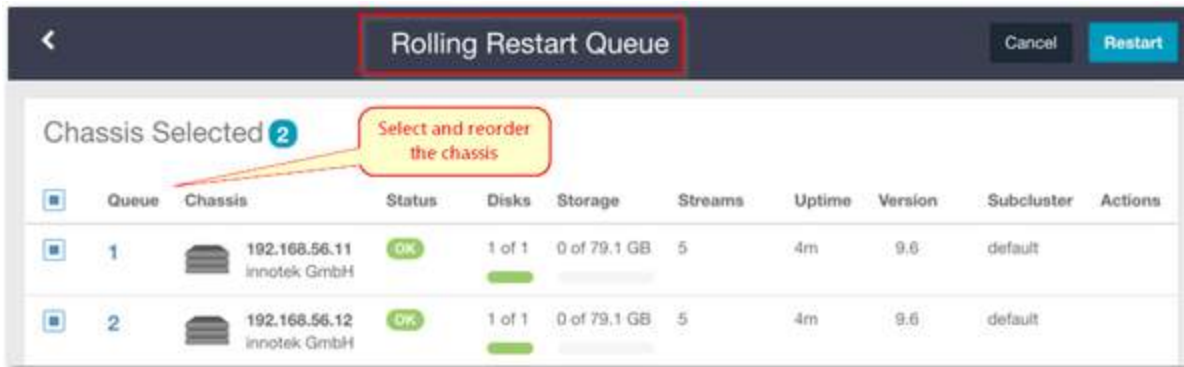 Rolling Restart Queue
Cancel
Restart
Chassis Selected 2
Select and reorder
the chassis
Queue Chassis Status Disks Storage Streams Uptime Version Subcluster Actions
1 192.168.56.11 OK 1 of 1 0 of 79.1 GB 5 4m 9.6 default
innotek GmbH
2 192.168.56.12 OK 1 of 1 0 of 79.1 GB 5 4m 9.6 default
innotek GmbH